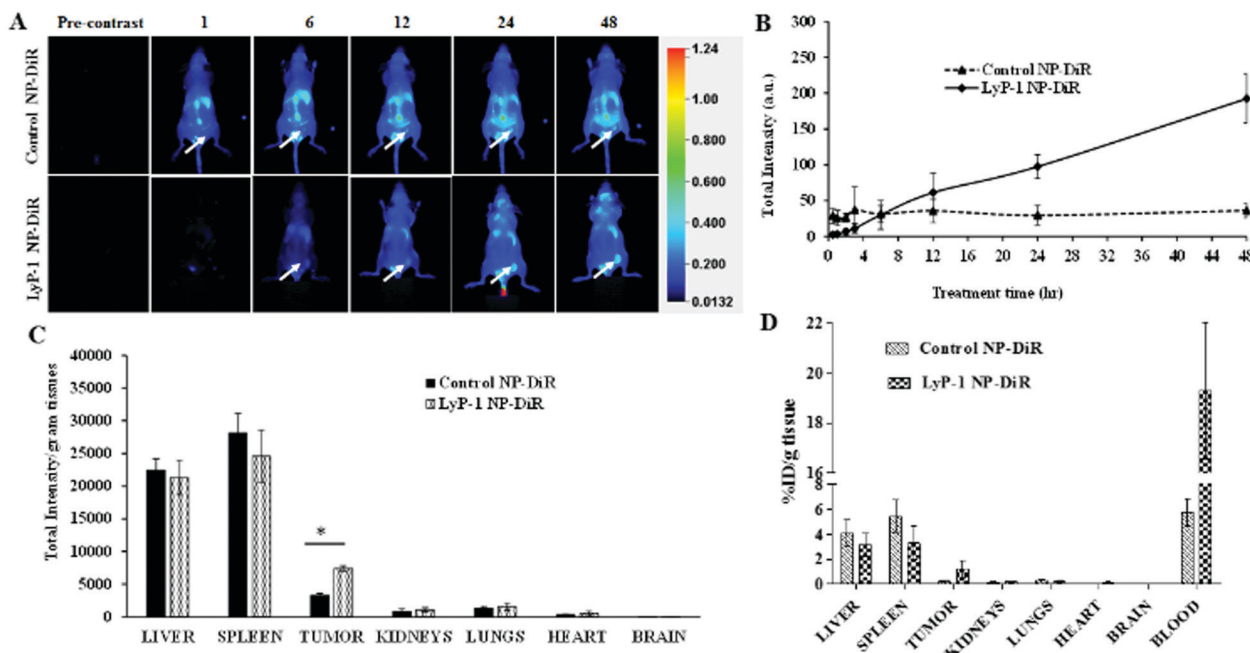 A
Pre-contrast 1 6 12 24 48
Control NP-DiR
LyP-1 NP-DiR
1.24
1.00
0.800
0.600
0.400
0.200
0.0132
B
Total Intensity (a.u.)
300
250
200
150
100
50
0
Control NP-DiR
LyP-1 NP-DiR
0 4 8 12 16 20 24 28 32 36 40 44 48
Treatment time (hr)
C
Total Intensity/gram tissues
40000
35000
30000
25000
20000
15000
10000
5000
0
Control NP-DiR
LyP-1 NP-DiR
*
LIVER SPLEEN TUMOR KIDNEYS LUNGS HEART BRAIN
D
%ID/g tissue
22
20
18
16
8
6
4
2
0
Control NP-DiR
LyP-1 NP-DiR
LIVER SPLEEN TUMOR KIDNEYS LUNGS HEART BRAIN BLOOD